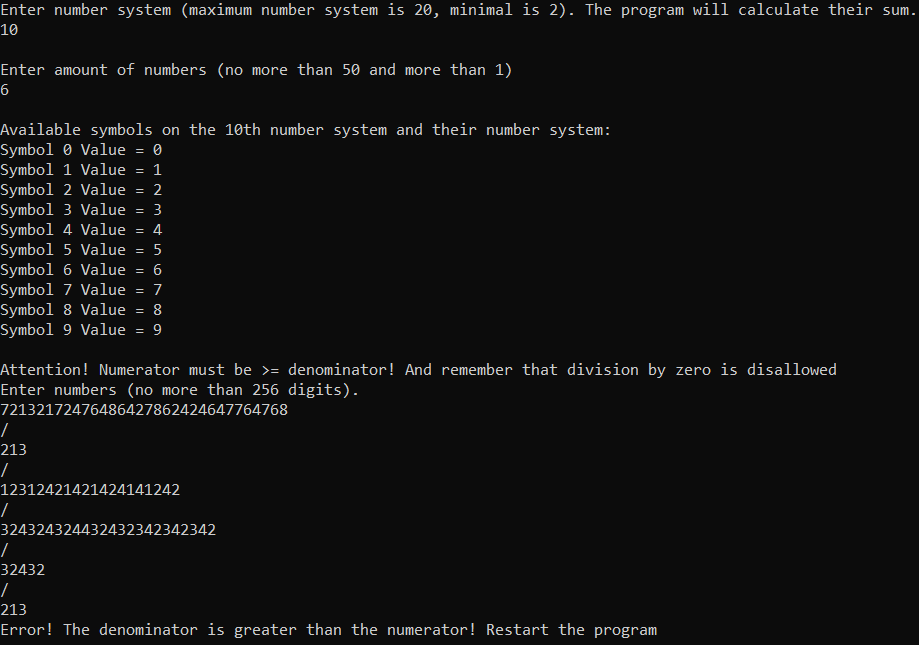 Enter number system (maximum number system is 20, minimal is 2). The program will calculate their sum.
10
Enter amount of numbers (no more than 50 and more than 1)
6
Available symbols on the 10th number system and their number system:
Symbol 0 Value = 0
Symbol 1 Value = 1
Symbol 2 Value = 2
Symbol 3 Value = 3
Symbol 4 Value = 4
Symbol 5 Value = 5
Symbol 6 Value = 6
Symbol 7 Value = 7
Symbol 8 Value = 8
Symbol 9 Value = 9
Attention! Numerator must be >= denominator! And remember that division by zero is disallowed
Enter numbers (no more than 256 digits).
72132172476486427862424647764768
/
213
/
12312421421424141242
/
324324324432432342342342
/
32432
/
213
Error! The denominator is greater than the numerator! Restart the program